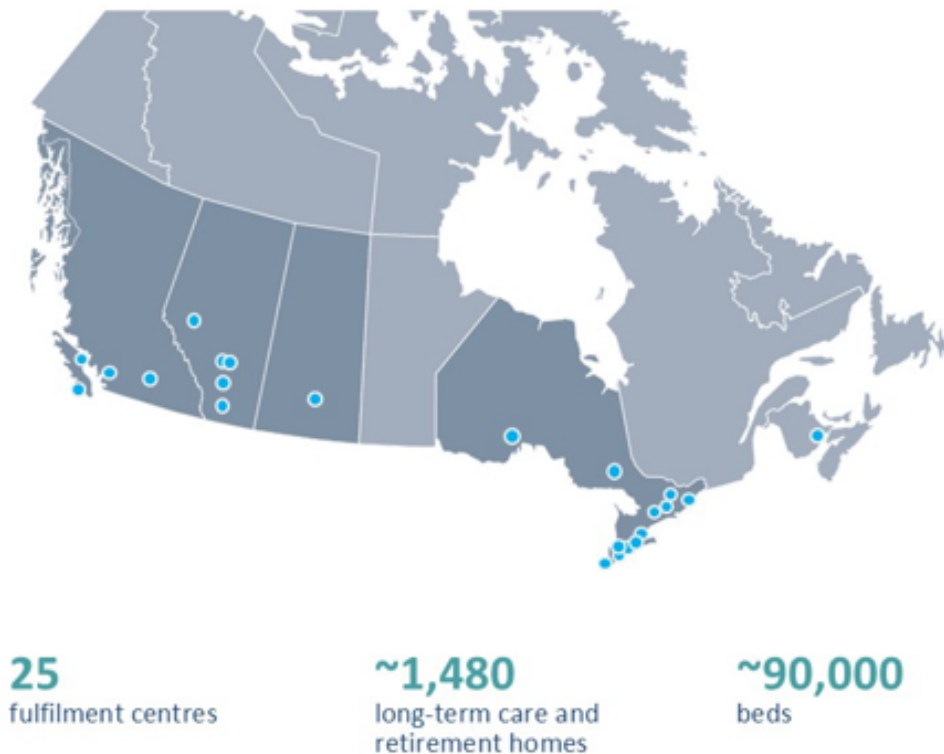 25
fulfilment centres
~1,480
long-term care and
retirement homes
~90,000
beds